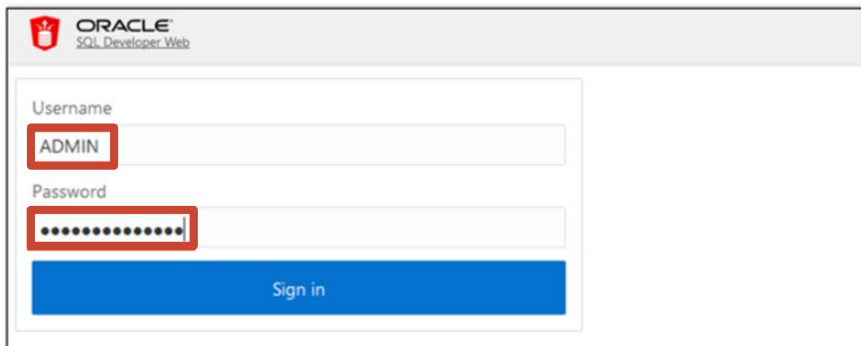 ORACLE
SQL Developer Web
Username
ADMIN
Password
••••••••••••••
Sign in